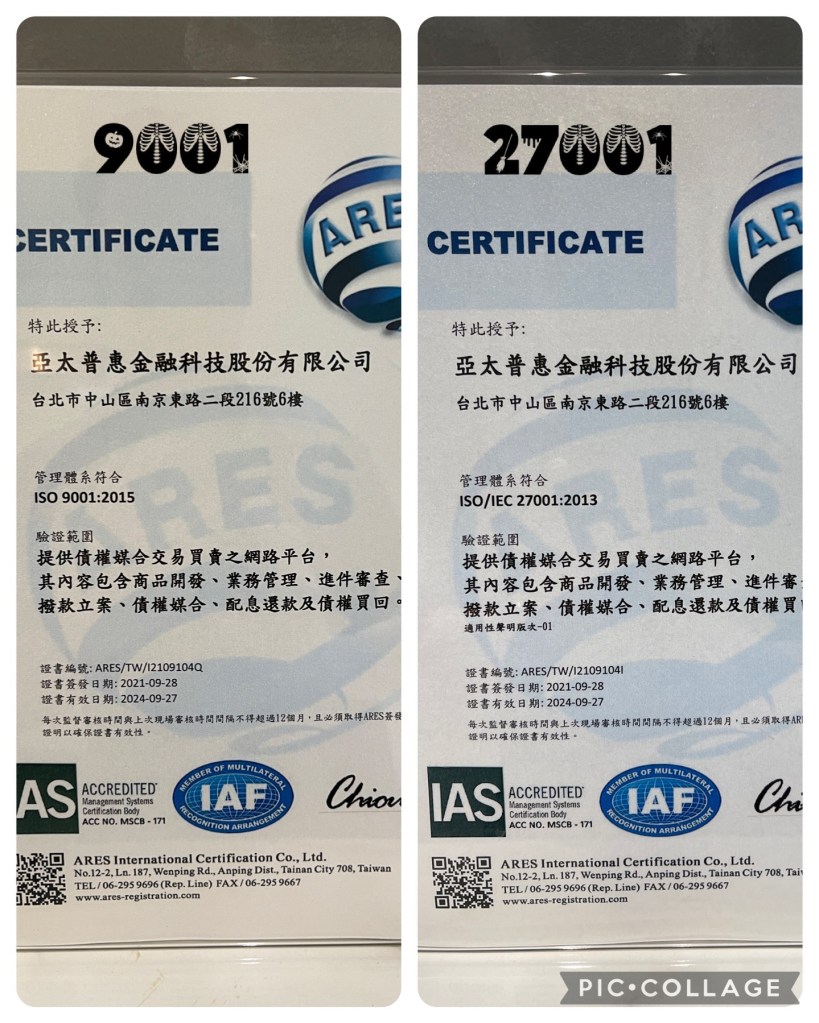 9001
CERTIFICATE
ARE
特此授予:
亞太普惠金融科技股份有限公司
台北市中山區南京東路二段216號6樓
管理體系符合
ISO 9001:2015
驗證範圍
提供債權媒合交易買賣之網路平台，
其內容包含商品開發、業務管理、進件審查、
撥款立案、債權媒合、配息還款及債權買回。
ARES
證書編號: ARES/TW/I2109104Q
證書簽發日期: 2021-09-28
證書有效日期: 2024-09-27
每次監督審核時間與上次現場審核時間間隔不得超過12個月，且必須取得ARES簽發
證明以確保證書有效性。
IAS ACCREDITED
Management Systems
Certification Body
ACC NO. MSCB - 171
MEMBER OF MULTILATERAL
IAF
RECOGNITION ARRANGEMENT
Chiou
ARES International Certification Co., Ltd.
No.12-2, Ln. 187, Wenping Rd., Anping Dist., Tainan City 708, Taiwan
TEL / 06-295 9696 (Rep. Line) FAX / 06-295 9667
www.ares-registration.com
27001
CERTIFICATE
AR
特此授予:
亞太普惠金融科技股份有限公司
台北市中山區南京東路二段216號6樓
管理體系符合
ISO/IEC 27001:2013
驗證範圍
提供債權媒合交易買賣之網路平台，
其內容包含商品開發、業務管理、進件審
撥款立案、債權媒合、配息還款及債權買
適用性聲明版次-01
ARES
證書編號: ARES/TW/I2109104I
證書簽發日期: 2021-09-28
證書有效日期: 2024-09-27
每次監督審核時間與上次現場審核時間間隔不得超過12個月，且必須取得AR
證明以確保證書有效性。
IAS ACCREDITED
Management Systems
Certification Body
ACC NO. MSCB - 171
MEMBER OF MULTILATERAL
IAF
RECOGNITION ARRANGEMENT
Chi
ARES International Certification Co., Ltd.
No.12-2, Ln. 187, Wenping Rd., Anping Dist., Tainan City 708, Tai
TEL / 06-295 9696 (Rep. Line) FAX / 06-295 9667
www.ares-registration.com
PIC•COLLAGE